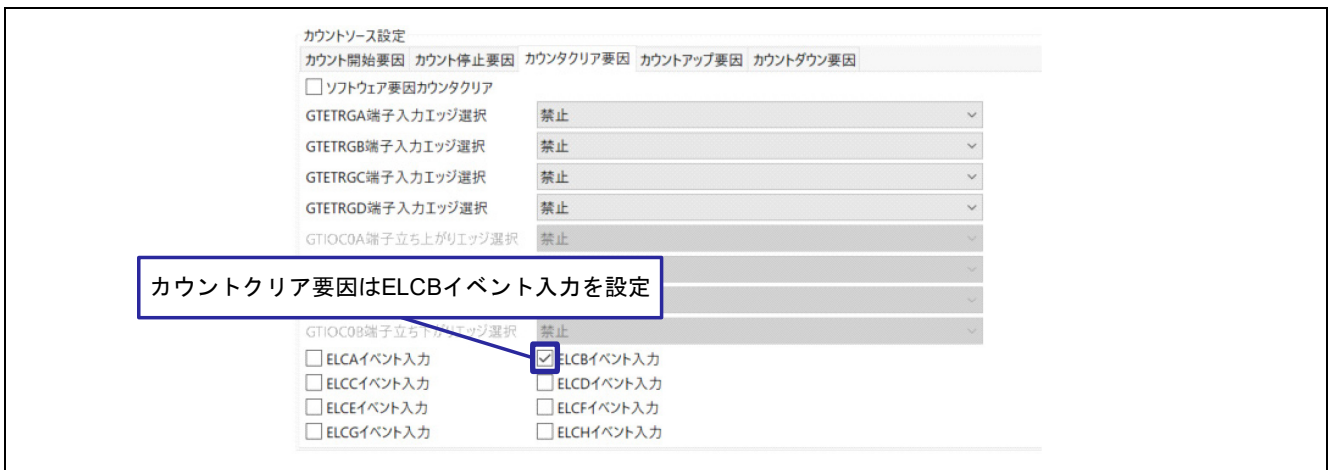 カウントソース設定
カウント開始要因 カウント停止要因 カウンタクリア要因 カウントアップ要因 カウントダウン要因
ソフトウェア要因カウンタクリア
GTETRGA端子入力エッジ選択 禁止
GTETRGB端子入力エッジ選択 禁止
GTETRGC端子入力エッジ選択 禁止
GTETRGD端子入力エッジ選択 禁止
GTIOC0A端子立ち上がりエッジ選択 禁止
カウントクリア要因はELCBイベント入力を設定
GTIOC0B端子立ち下がりエッジ選択 禁止
ELCAイベント入力 ELCBイベント入力
ELCCイベント入力 ELCDイベント入力
ELCEイベント入力 ELCFイベント入力
ELCGイベント入力 ELCHイベント入力